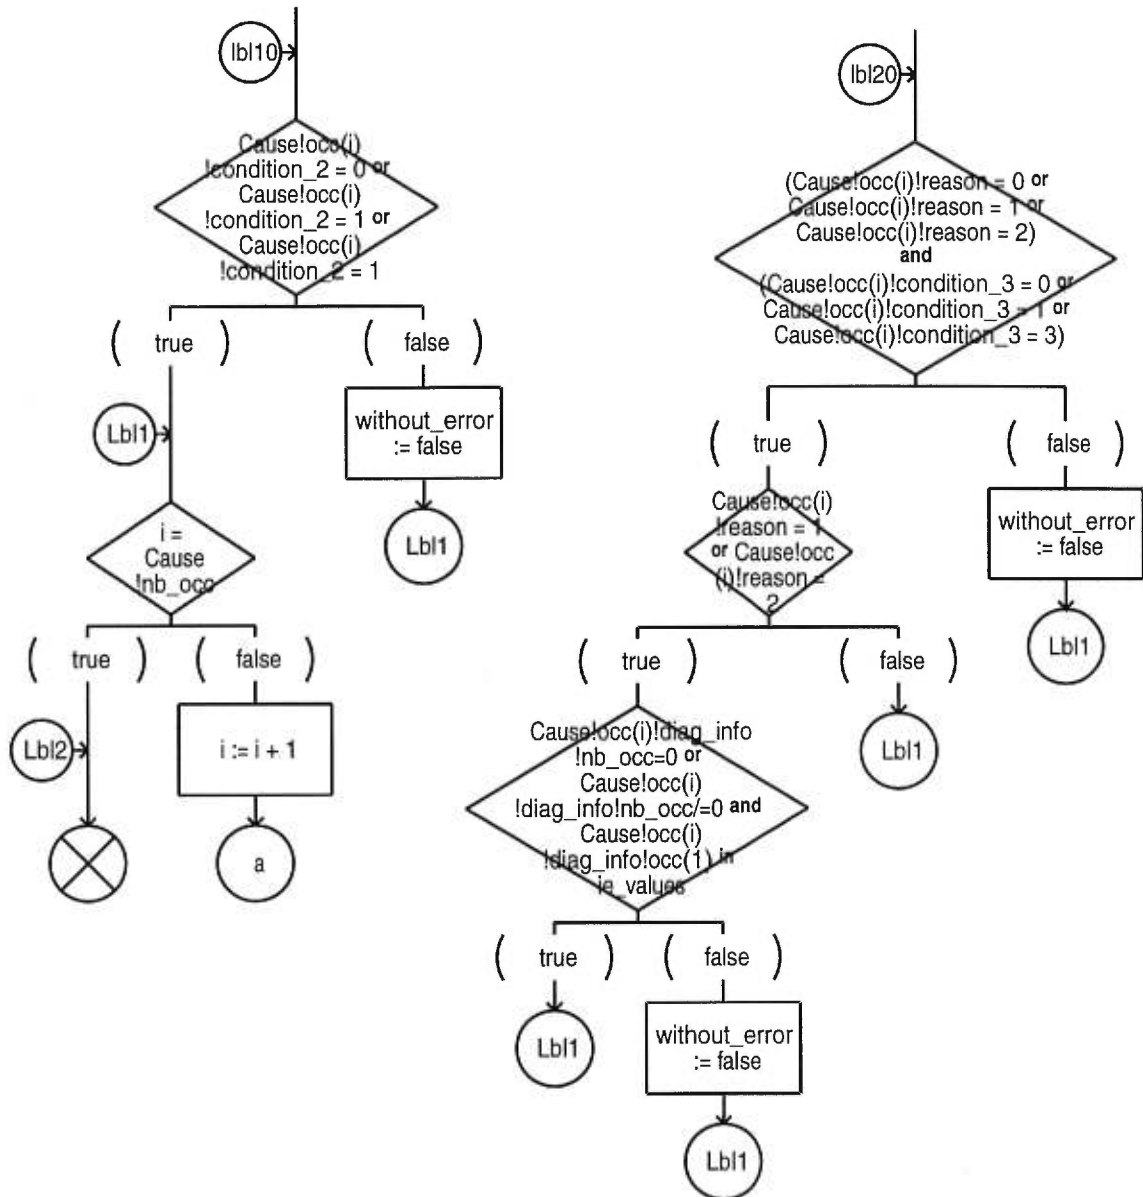 lbl10
Cause!occ(i)
!condition_2 = 0 or
Cause!occ(i)
!condition_2 = 1 or
Cause!occ(i)
!condition_2 = 1
( true )
( false )
Lbl1
without_error
:= false
Lbl1
i =
Cause
!nb_occ
( true )
( false )
Lbl2
i := i + 1
a
lbl20
(Cause!occ(i)!reason = 0 or
Cause!occ(i)!reason = 1 or
Cause!occ(i)!reason = 2)
and
(Cause!occ(i)!condition_3 = 0 or
Cause!occ(i)!condition_3 = 1 or
Cause!occ(i)!condition_3 = 3)
( true )
( false )
Cause!occ(i)
!reason = 1
or Cause!occ
(i)!reason =
2
without_error
:= false
Lbl1
( true )
( false )
Lbl1
Cause!occ(i)!diag_info
!nb_occ=0 or
Cause!occ(i)
!diag_info!nb_occ/=0 and
Cause!occ(i)
!diag_info!occ(1) in
ie_values
( true )
( false )
Lbl1
without_error
:= false
Lbl1